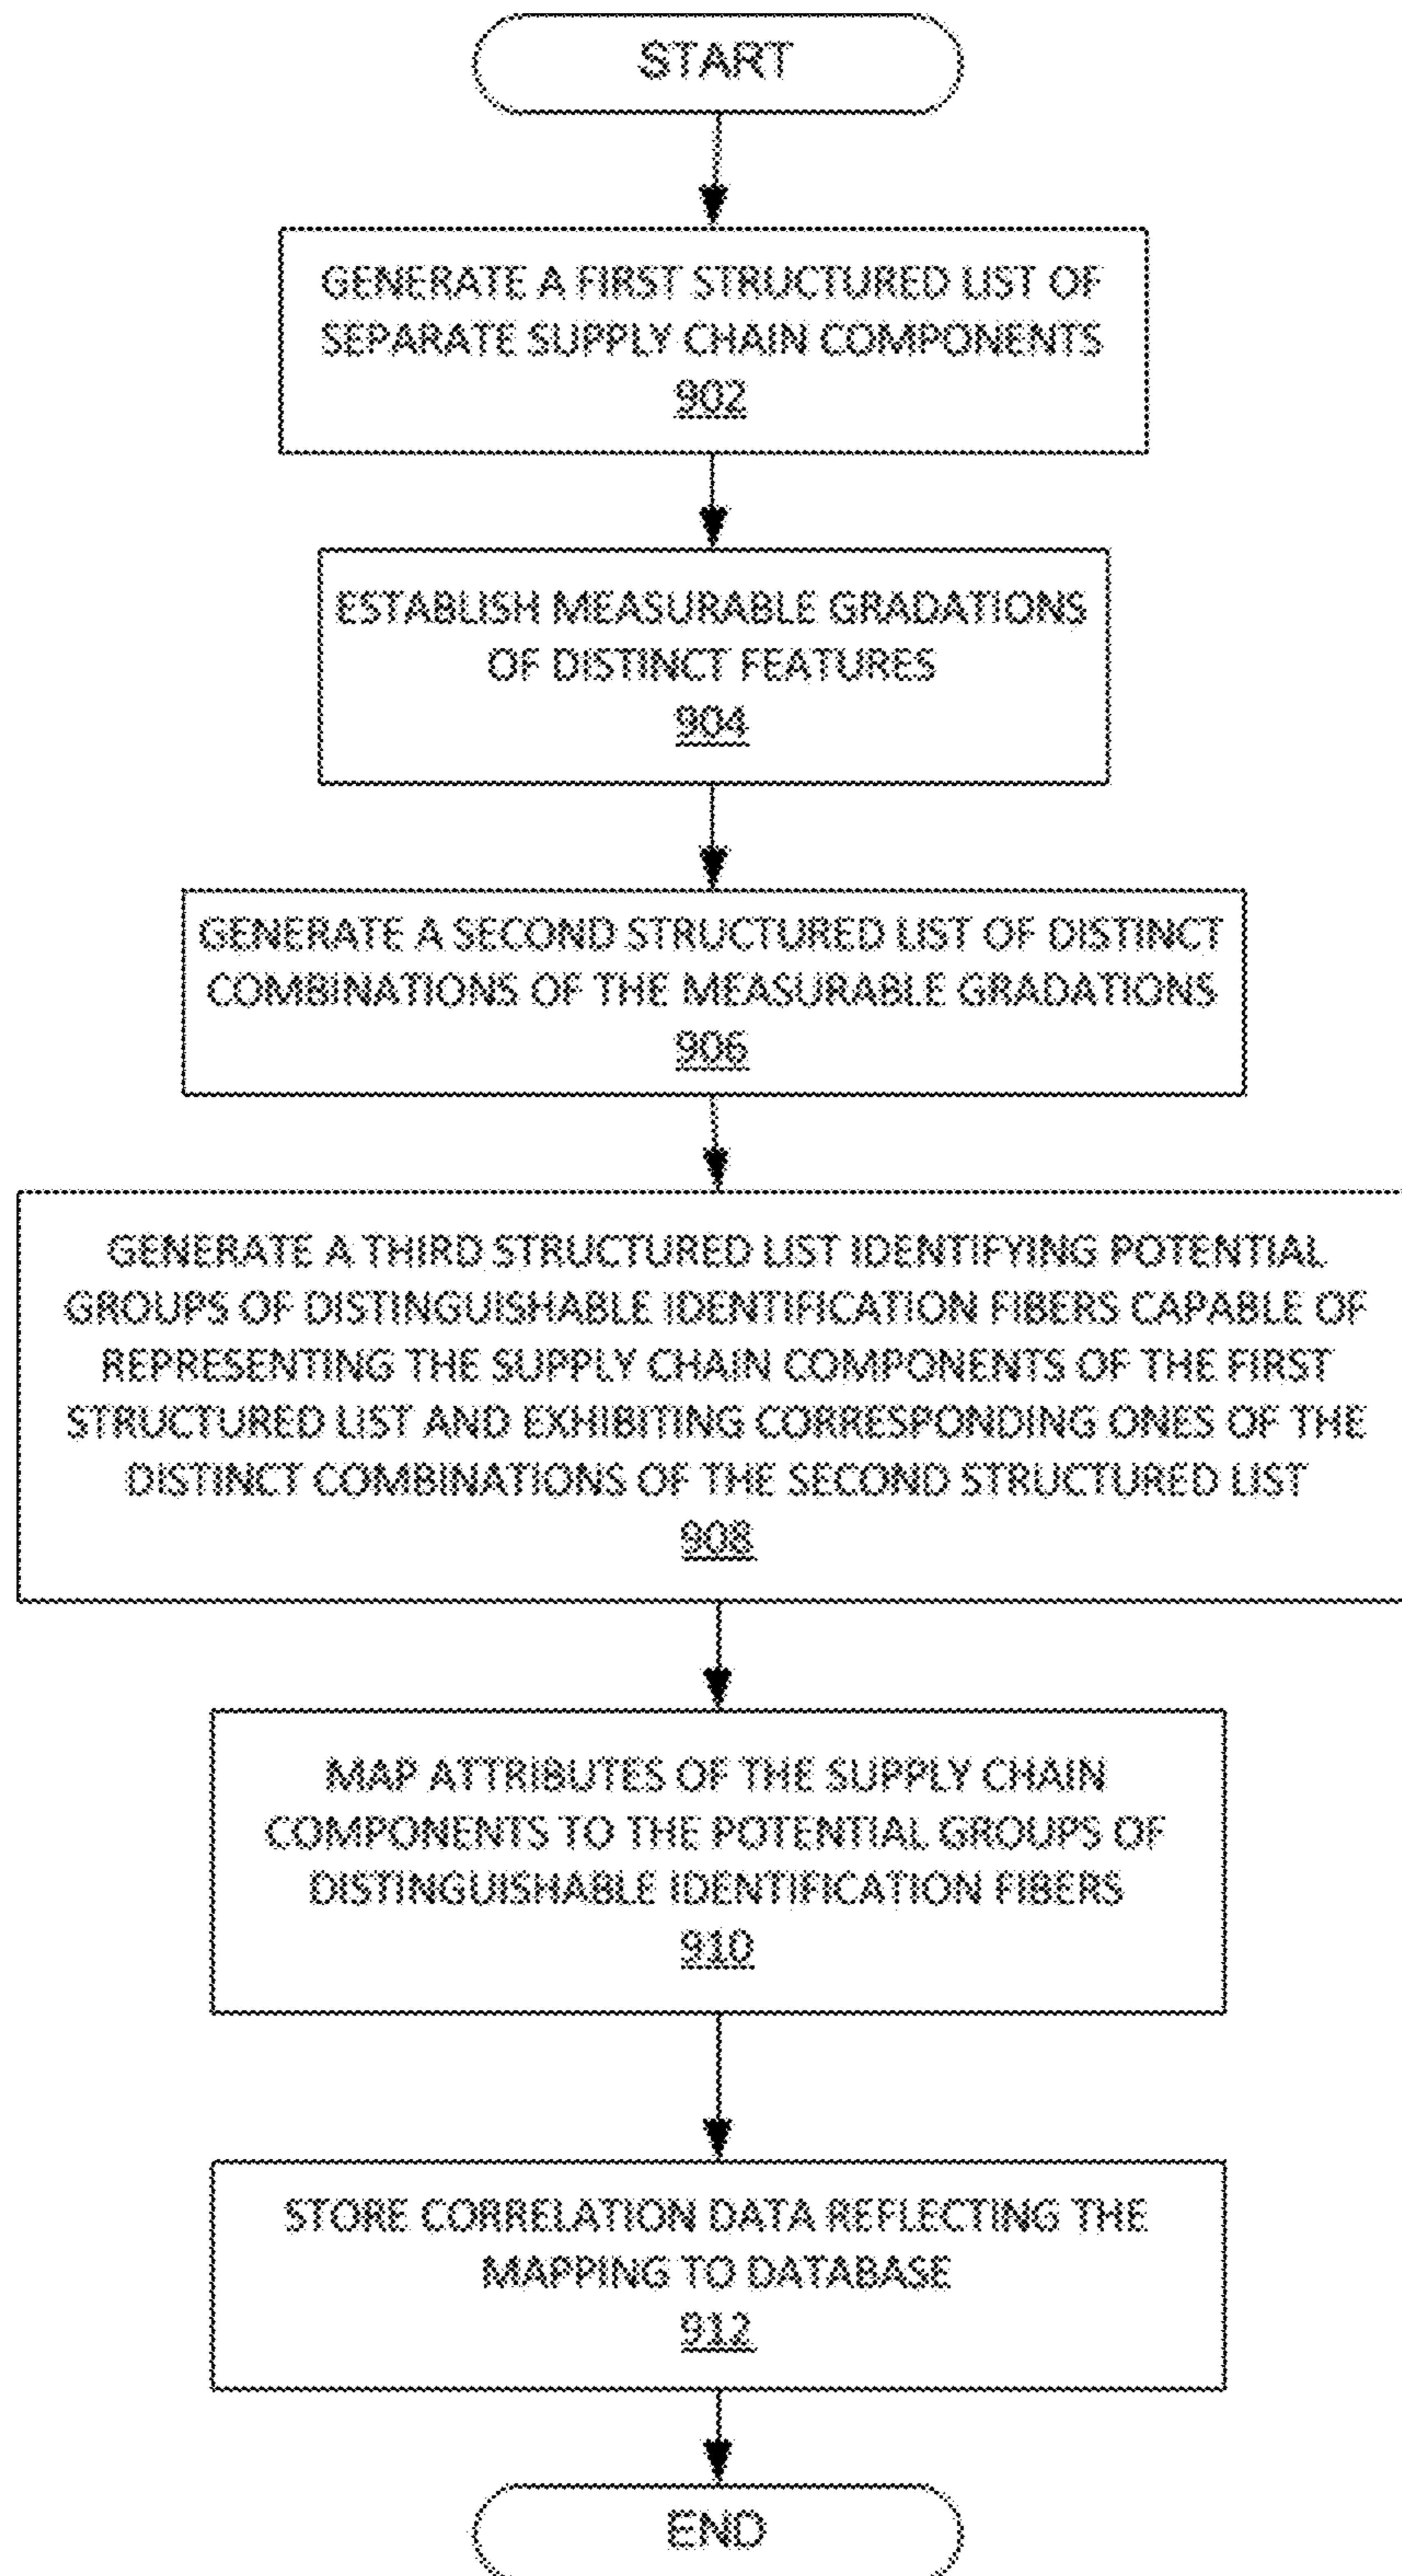 START
GENERATE A FIRST STRUCTURED LIST OF
SEPARATE SUPPLY CHAIN COMPONENTS
902
ESTABLISH MEASURABLE GRADATIONS
OF DISTINCT FEATURES
904
GENERATE A SECOND STRUCTURED LIST OF DISTINCT
COMBINATIONS OF THE MEASURABLE GRADATIONS
906
GENERATE A THIRD STRUCTURED LIST IDENTIFYING POTENTIAL
GROUPS OF DISTINGUISHABLE IDENTIFICATION FIBERS CAPABLE OF
REPRESENTING THE SUPPLY CHAIN COMPONENTS OF THE FIRST
STRUCTURED LIST AND EXHIBITING CORRESPONDING ONES OF THE
DISTINCT COMBINATIONS OF THE SECOND STRUCTURED LIST
908
MAP ATTRIBUTES OF THE SUPPLY CHAIN
COMPONENTS TO THE POTENTIAL GROUPS OF
DISTINGUISHABLE IDENTIFICATION FIBERS
910
STORE CORRELATION DATA REFLECTING THE
MAPPING TO DATABASE
912
END